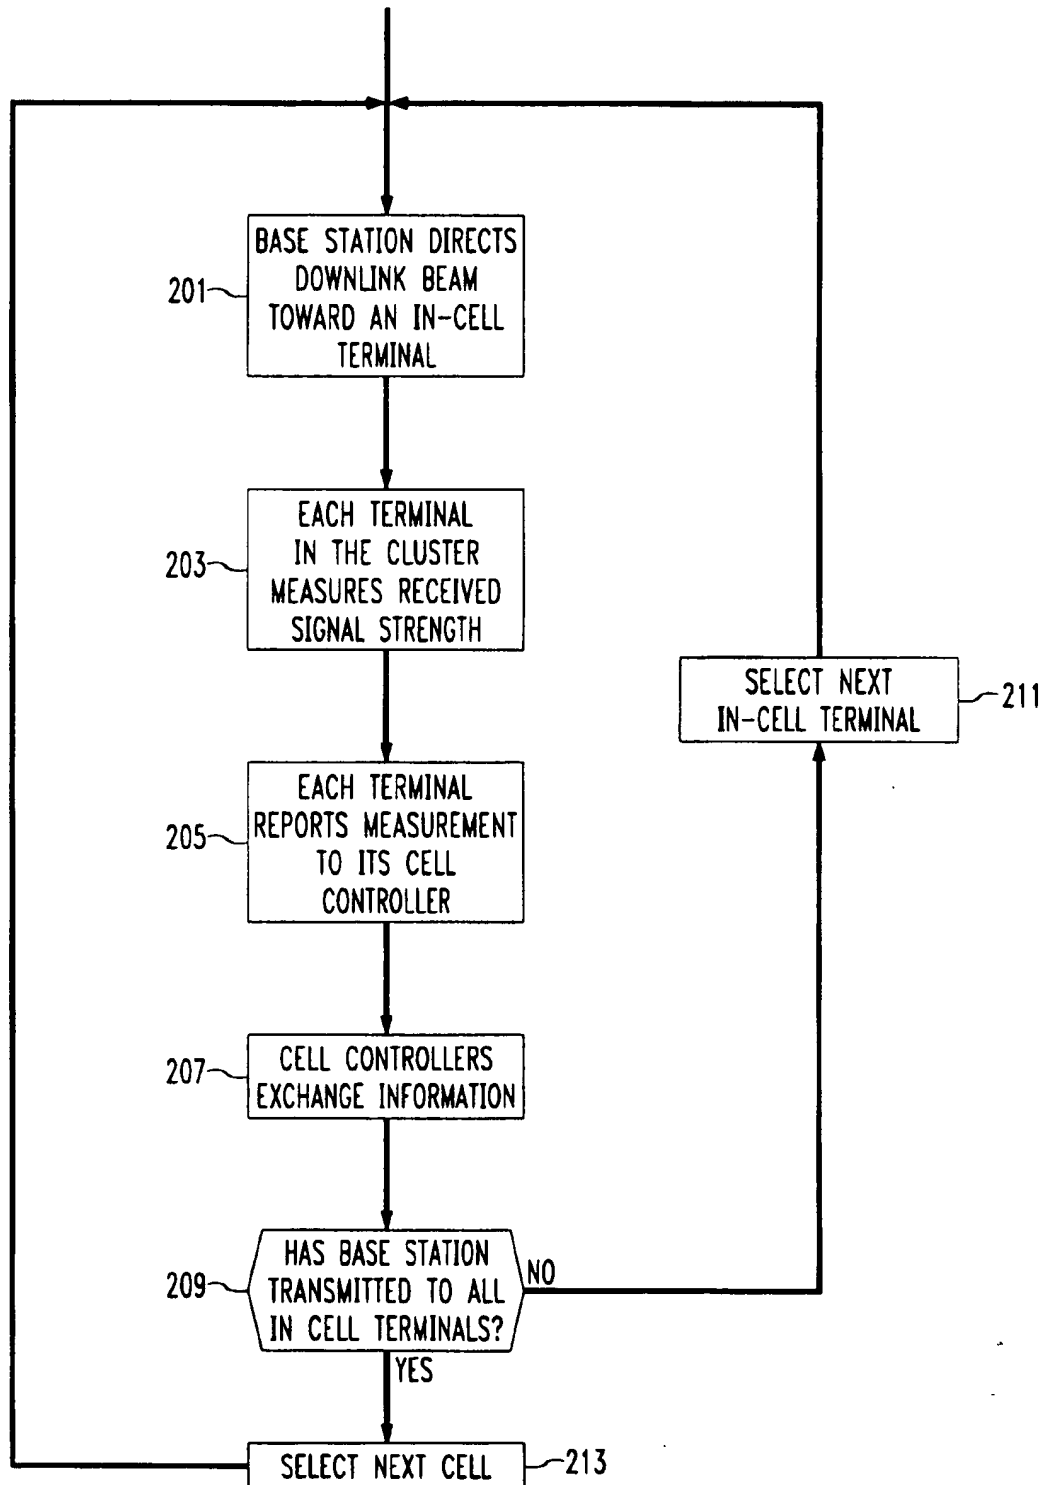 BASE STATION DIRECTS
DOWNLINK BEAM
TOWARD AN IN-CELL
TERMINAL
201
EACH TERMINAL
IN THE CLUSTER
MEASURES RECEIVED
SIGNAL STRENGTH
203
SELECT NEXT
IN-CELL TERMINAL
211
EACH TERMINAL
REPORTS MEASUREMENT
TO ITS CELL
CONTROLLER
205
CELL CONTROLLERS
EXCHANGE INFORMATION
207
HAS BASE STATION
TRANSMITTED TO ALL
IN CELL TERMINALS?
209
NO
YES
SELECT NEXT CELL
213